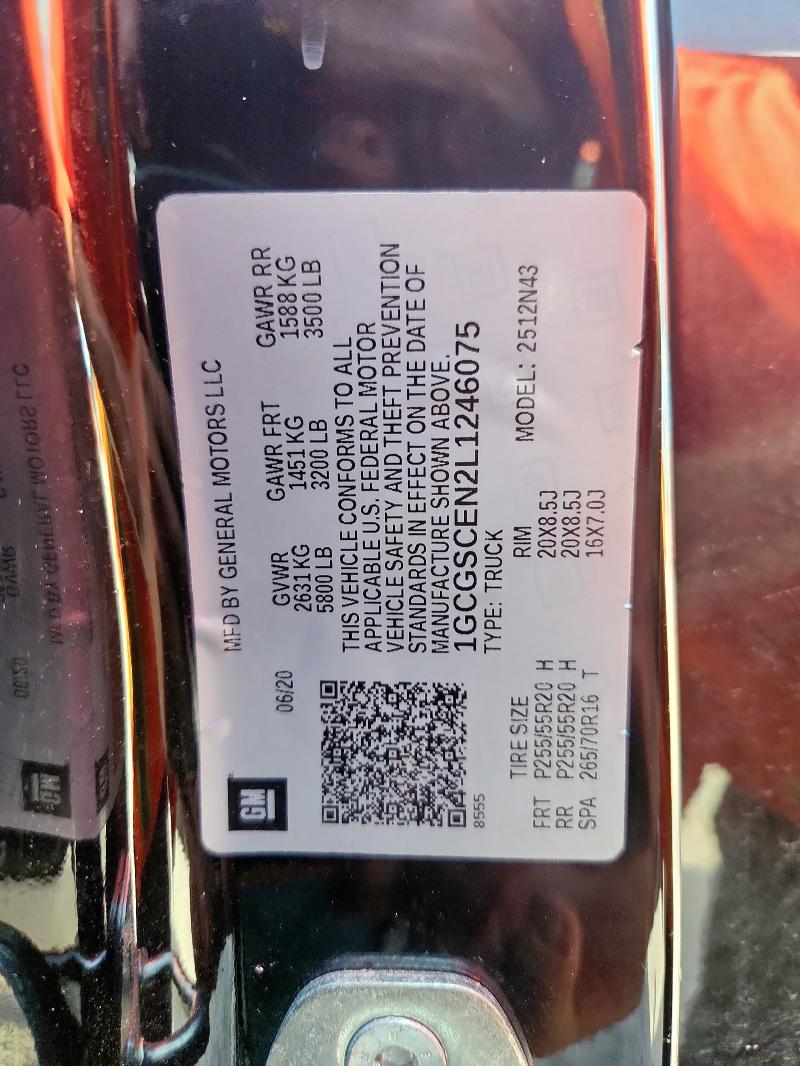 GM
MFD BY GENERAL MOTORS LLC
06/20
GVWR GAWR FRT GAWR RR
2631 KG 1451 KG 1588 KG
5800 LB 3200 LB 3500 LB
THIS VEHICLE CONFORMS TO ALL
APPLICABLE U.S. FEDERAL MOTOR
VEHICLE SAFETY AND THEFT PREVENTION
STANDARDS IN EFFECT ON THE DATE OF
MANUFACTURE SHOWN ABOVE.
1GCGSCEN2L1246075
8555
TYPE: TRUCK MODEL: 2512N43
TIRE SIZE RIM
FRT P255/55R20 H 20X8.5J
RR P255/55R20 H 20X8.5J
SPA 265/70R16 T 16X7.0J